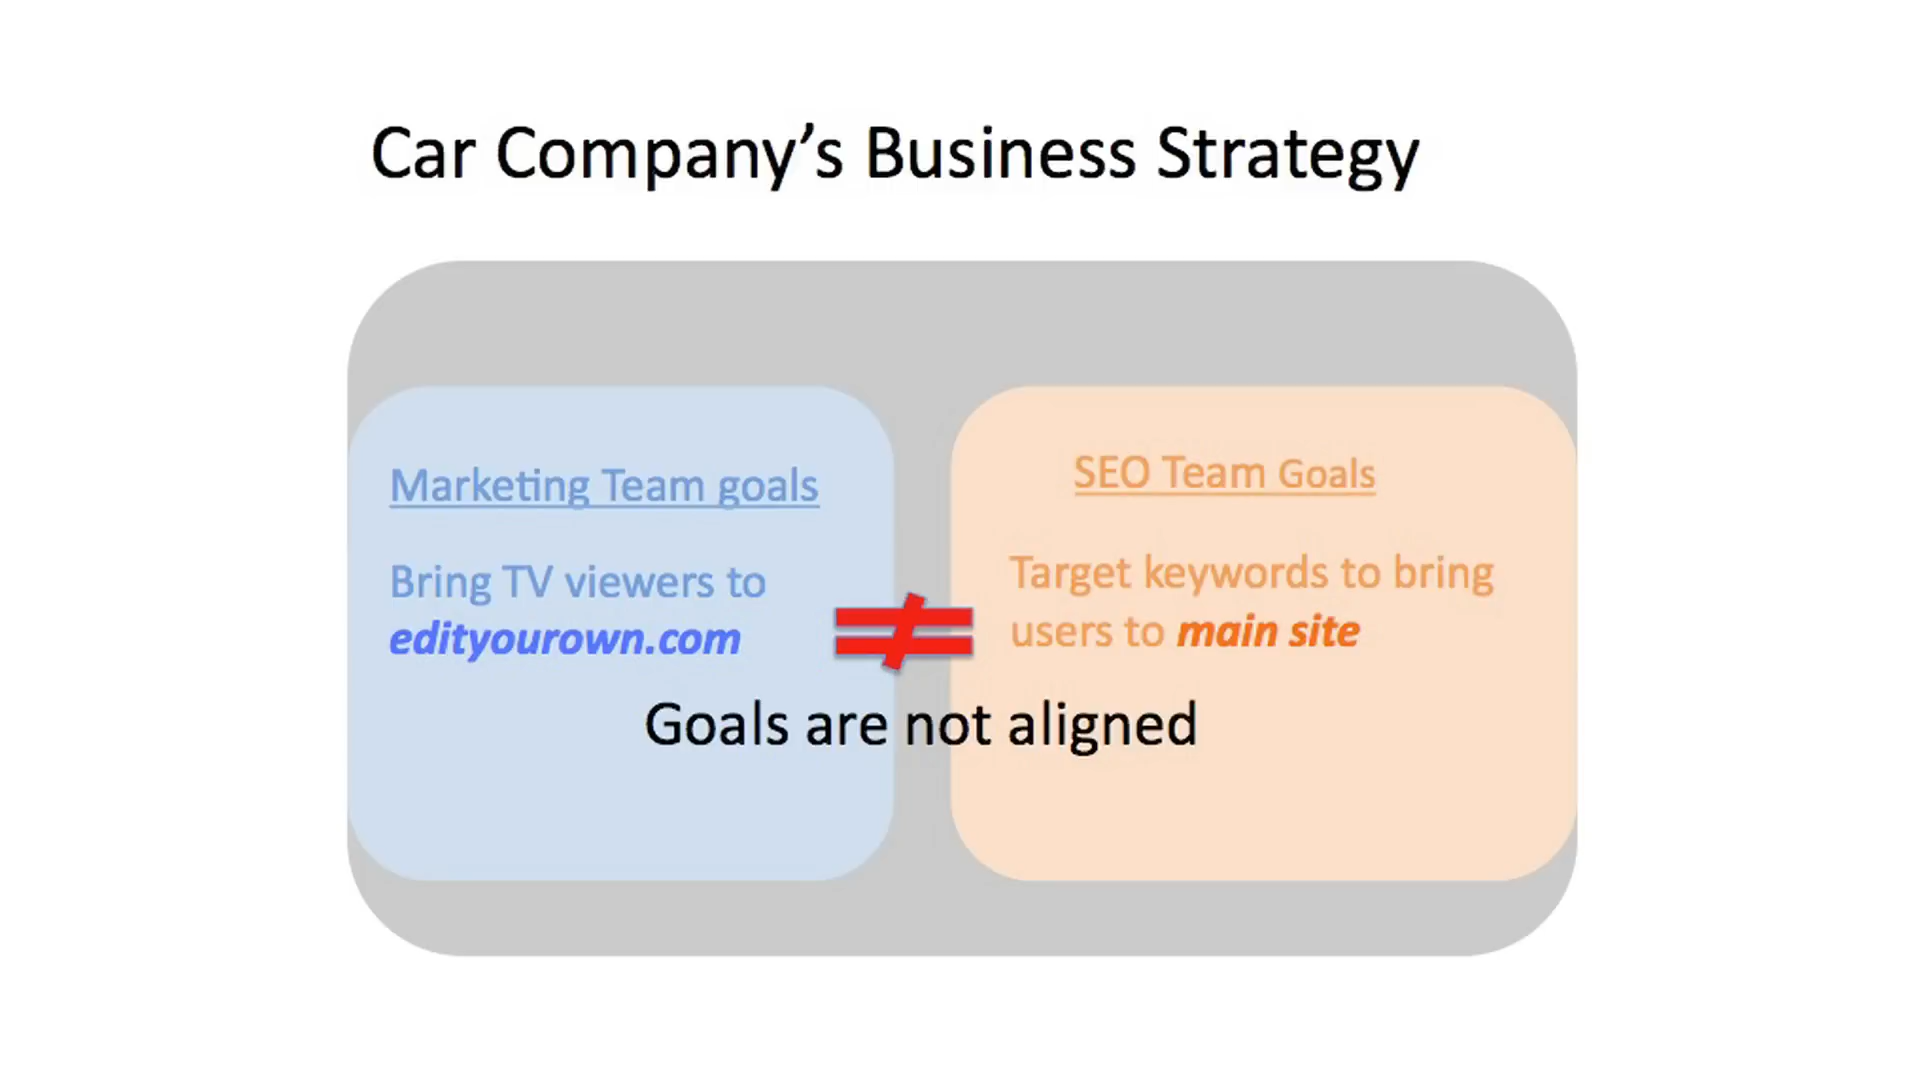 Car Company’s Business Strategy
Marketing Team goals
Bring TV viewers to
edityourown.com
SEO Team Goals
Target keywords to bring
users to main site
Goals are not aligned